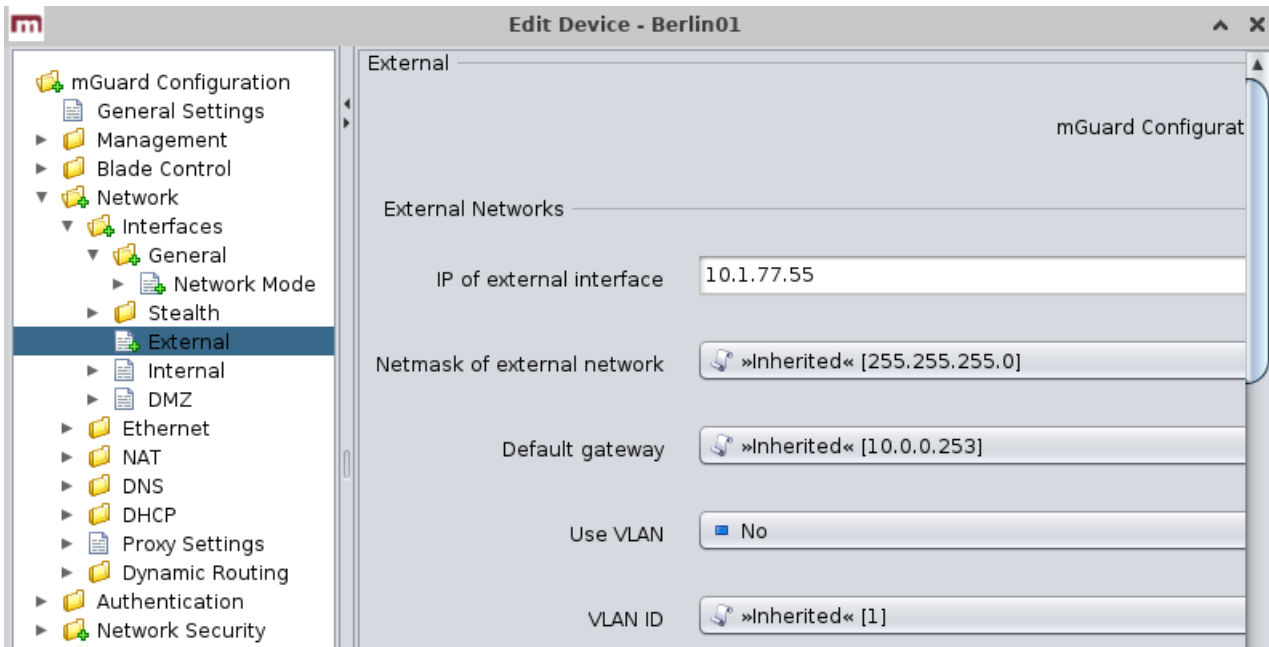 m
Edit Device - Berlin01
mGuard Configuration
General Settings
Management
Blade Control
Network
Interfaces
General
Network Mode
Stealth
External
Internal
DMZ
Ethernet
NAT
DNS
DHCP
Proxy Settings
Dynamic Routing
Authentication
Network Security
External
mGuard Configurat
External Networks
IP of external interface 10.1.77.55
Netmask of external network »Inherited« [255.255.255.0]
Default gateway »Inherited« [10.0.0.253]
Use VLAN No
VLAN ID »Inherited« [1]